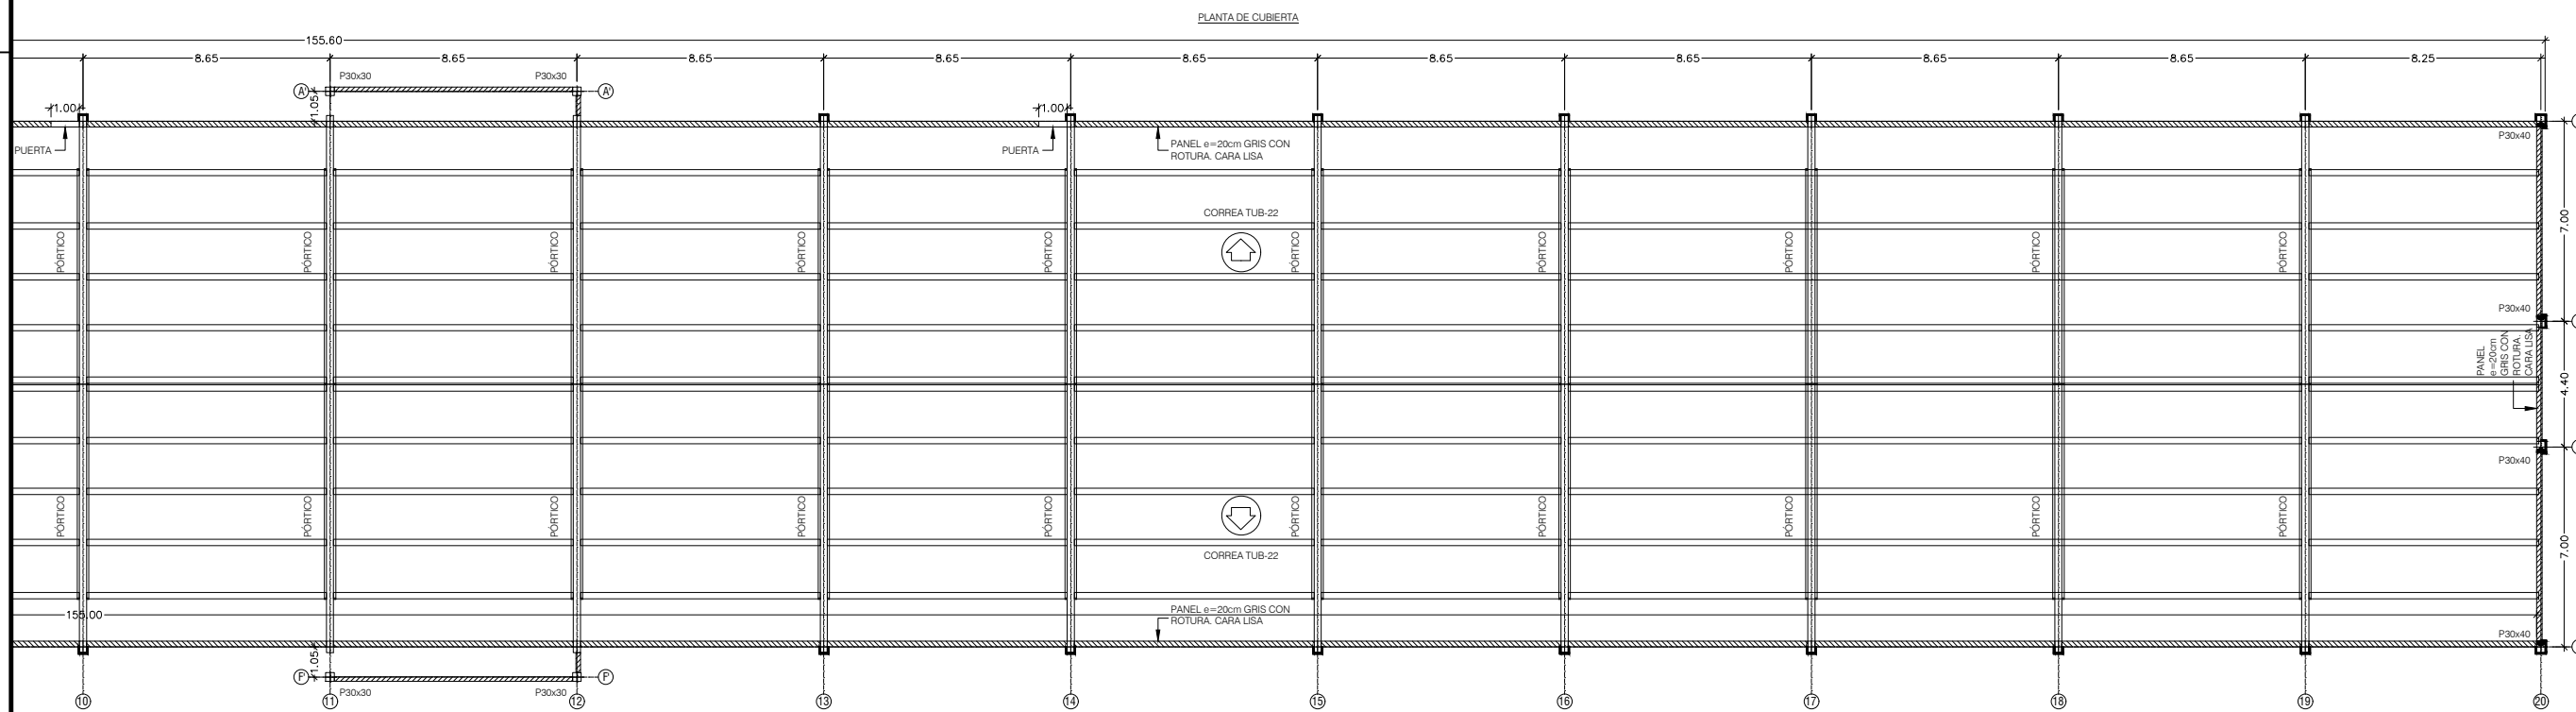 PLANTA DE CUBIERTA
155.60
8.65 8.65 8.65 8.65 8.65 8.65 8.65 8.65 8.65 8.25
P30x30 P30x30
A' A'
1.00 1.05 1.00
P30x40
PUERTA PUERTA
PANEL e=20cm GRIS CON
ROTURA. CARA LISA
CORREA TUB-22
7.00
PÓRTICO PÓRTICO PÓRTICO PÓRTICO PÓRTICO PÓRTICO PÓRTICO PÓRTICO PÓRTICO PÓRTICO
P30x40
PANEL
e=20cm
GRIS CON
ROTURA.
CARA LISA
4.40
P30x40
PÓRTICO PÓRTICO PÓRTICO PÓRTICO PÓRTICO PÓRTICO PÓRTICO PÓRTICO PÓRTICO PÓRTICO
CORREA TUB-22
7.00
155.00
PANEL e=20cm GRIS CON
ROTURA. CARA LISA
P30x40
1.05
F' F'
P30x30 P30x30
10 11 12 13 14 15 16 17 18 19 20